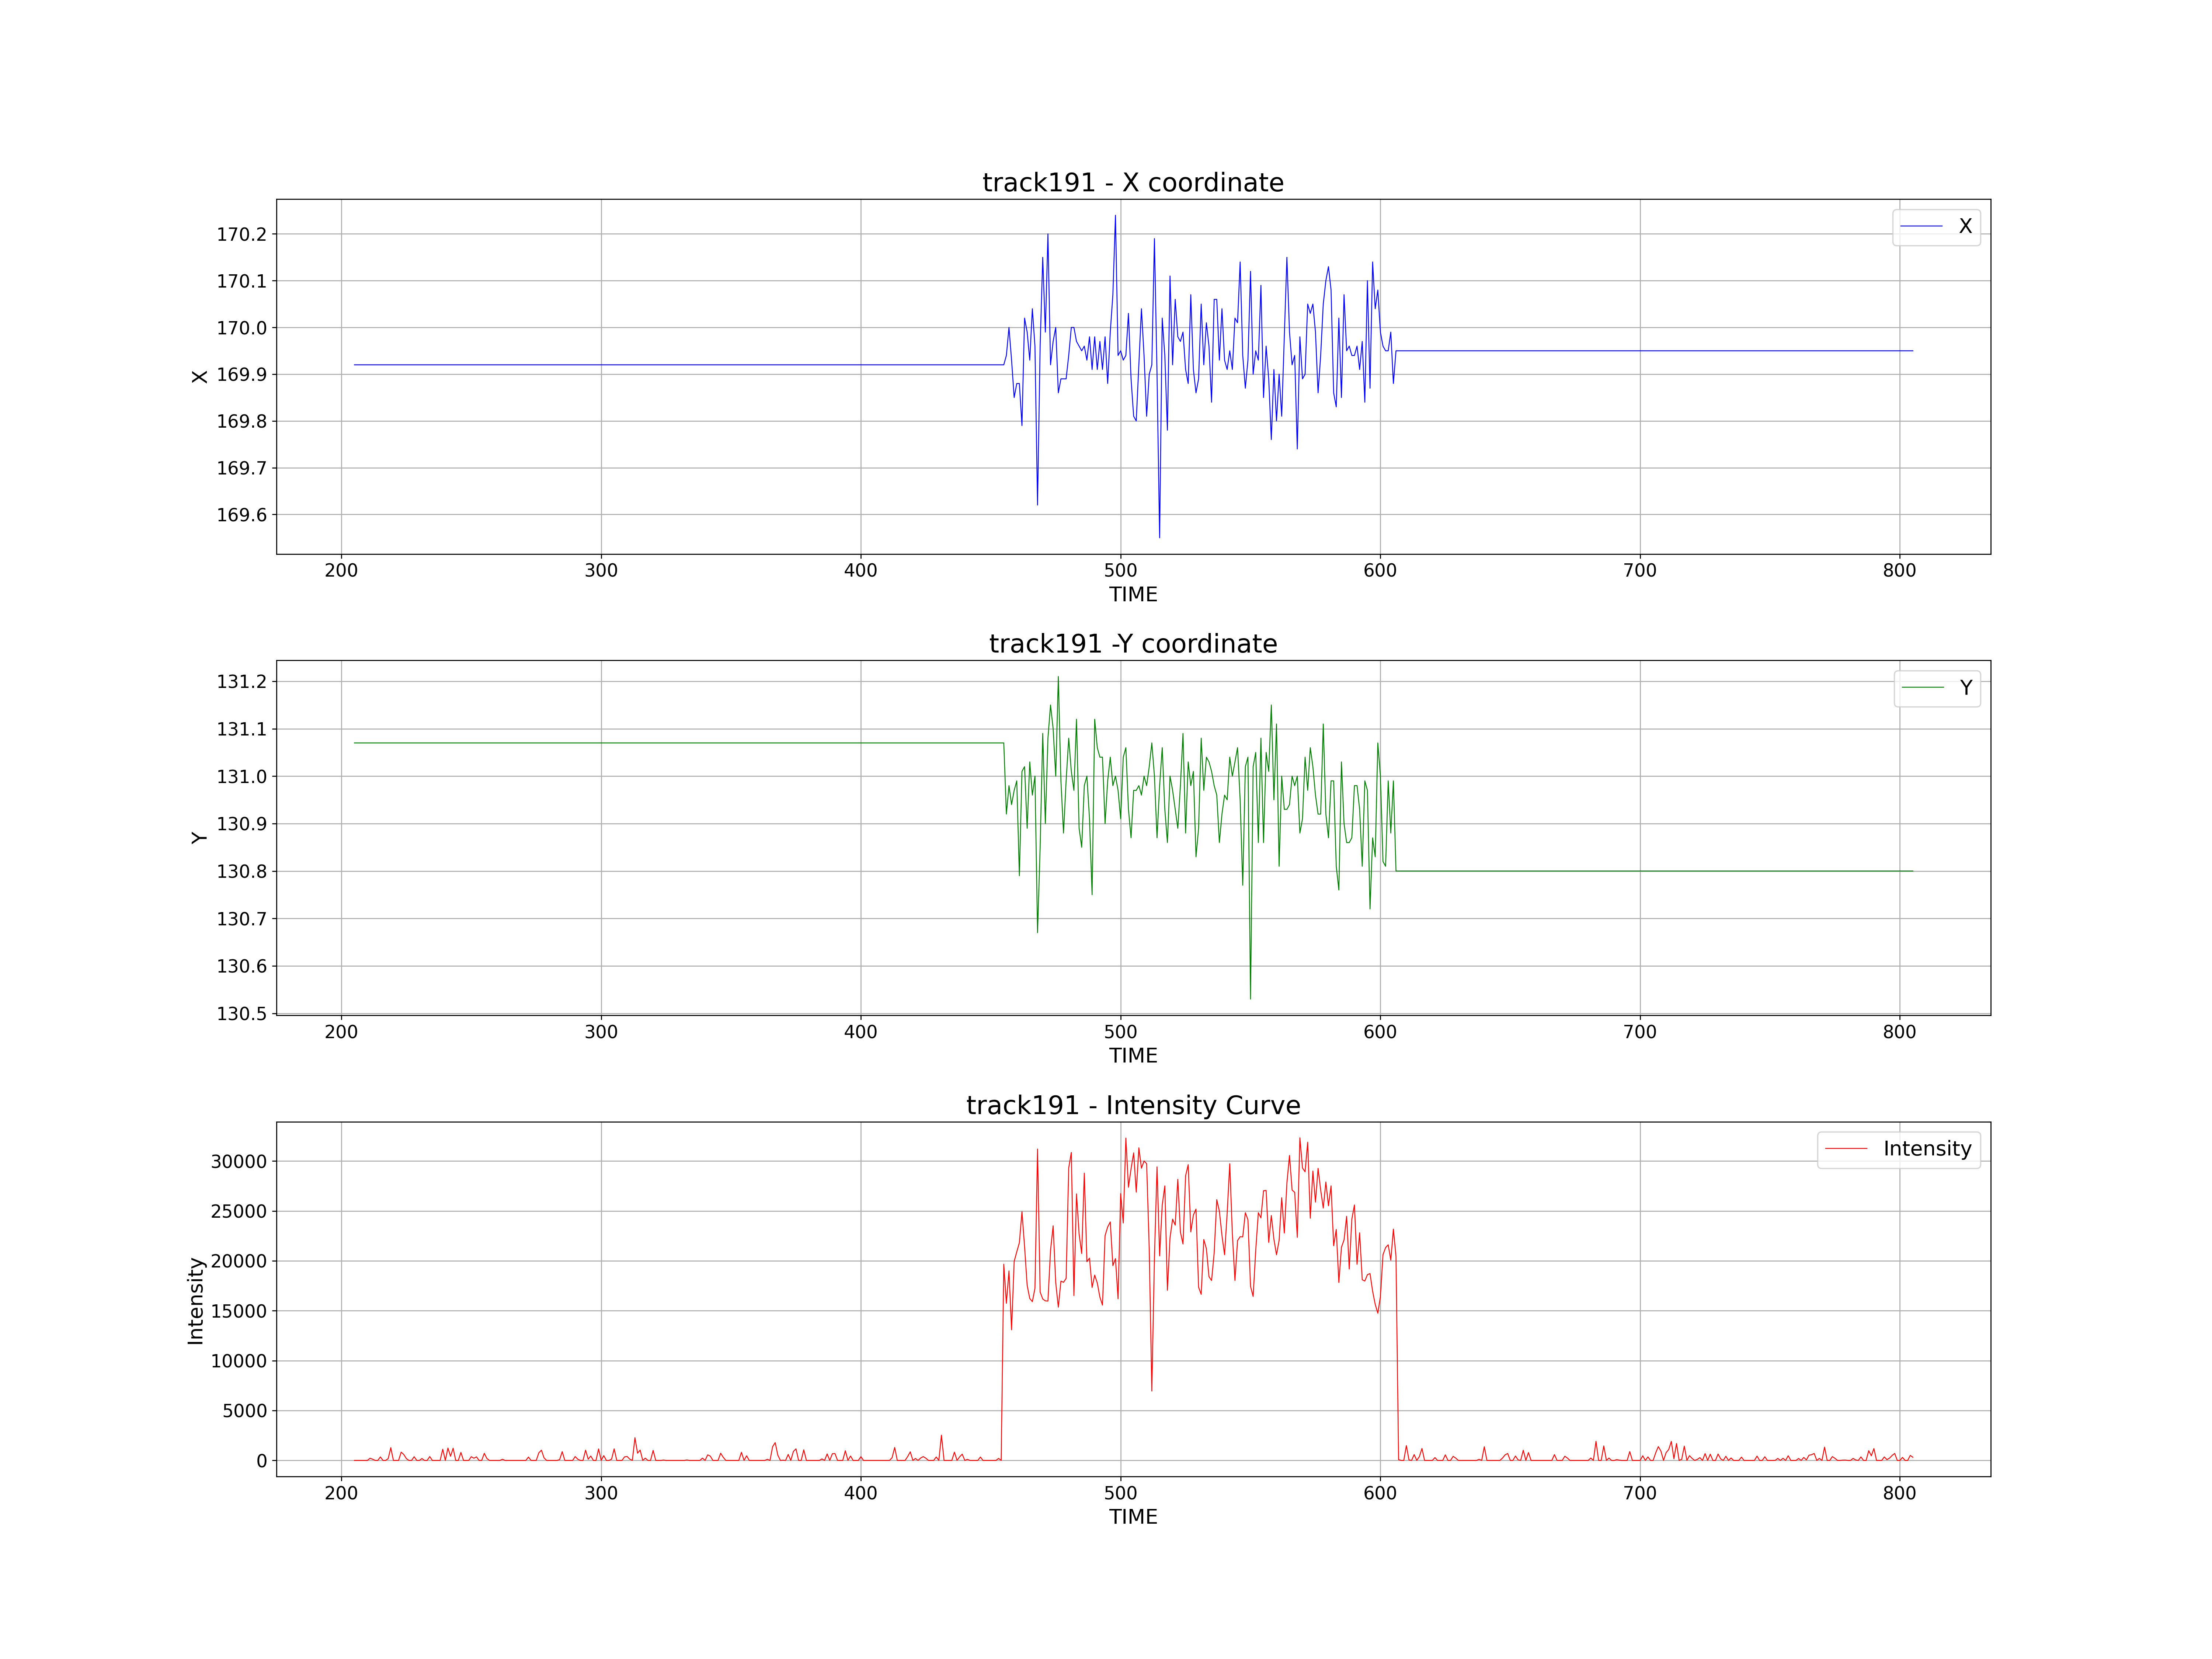 track191 - X coordinate
X
170.2
170.1
170.0
169.9
169.8
169.7
169.6
X
200 300 400 500 600 700 800
TIME
track191 -Y coordinate
Y
131.2
131.1
131.0
130.9
130.8
130.7
130.6
130.5
Y
200 300 400 500 600 700 800
TIME
track191 - Intensity Curve
Intensity
30000
25000
20000
15000
10000
5000
0
Intensity
200 300 400 500 600 700 800
TIME